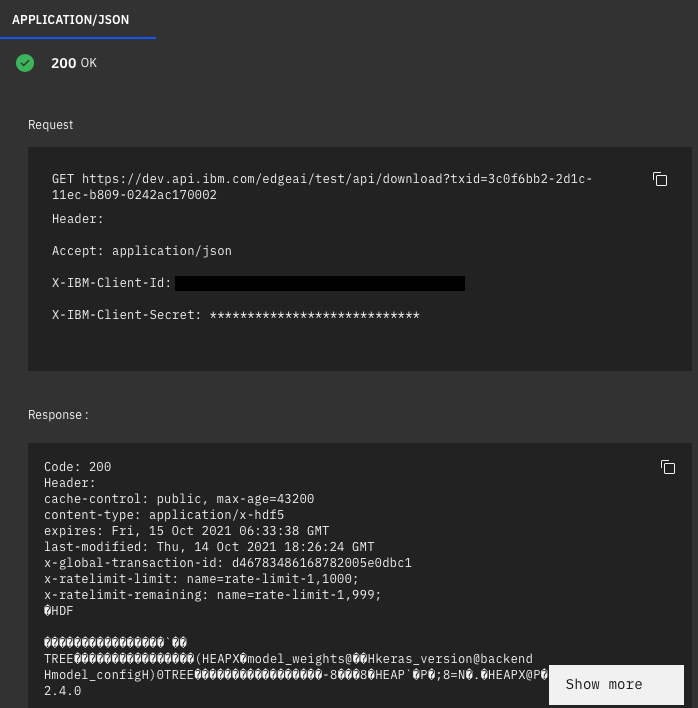 APPLICATION/JSON
200 OK
Request
GET https://dev.api.ibm.com/edgeai/test/api/download?txid=3c0f6bb2-2d1c-
11ec-b809-0242ac170002
Header:
Accept: application/json
X-IBM-Client-Id:
X-IBM-Client-Secret: ****************************
Response :
Code: 200
Header:
cache-control: public, max-age=43200
content-type: application/x-hdf5
expires: Fri, 15 Oct 2021 06:33:38 GMT
last-modified: Thu, 14 Oct 2021 18:26:24 GMT
x-global-transaction-id: d46783486168782005e0dbc1
x-ratelimit-limit: name=rate-limit-1,1000;
x-ratelimit-remaining: name=rate-limit-1,999;
�HDF
��������������������`��
TREE��������������������(HEAPX�model_weights@��Hkeras_version@backend
Hmodel_configH)0TREE���������������������-8���8�HEAP`�P�;8=N�.�HEAPX@P�
2.4.0
Show more